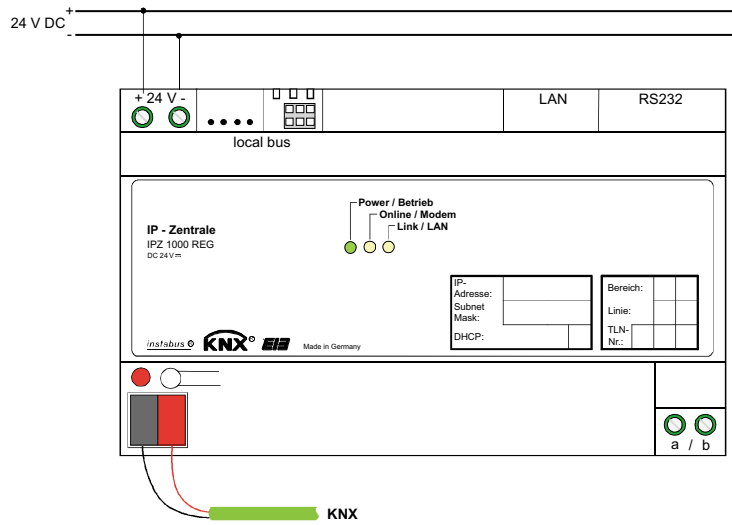 +
24 V DC
-
+ 24 V -
LAN
RS232
local bus
Power / Betrieb
Online / Modem
Link / LAN
IP - Zentrale
IPZ 1000 REG
DC 24 V
IP-
Adresse:
Subnet
Mask:
DHCP:
Bereich:
Linie:
TLN-
Nr.:
instabus
KNX®
EIB
Made in Germany
a / b
KNX